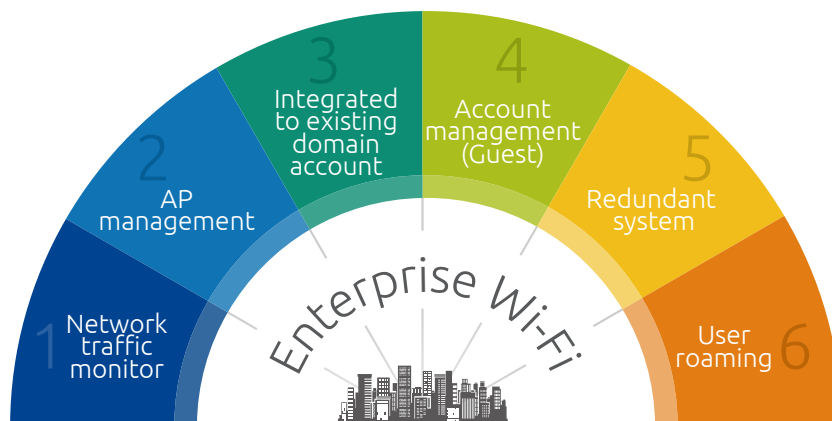 1
Network
traffic
monitor
2
AP
management
3
Integrated
to existing
domain
account
4
Account
management
(Guest)
5
Redundant
system
6
User
roaming
Enterprise Wi-Fi